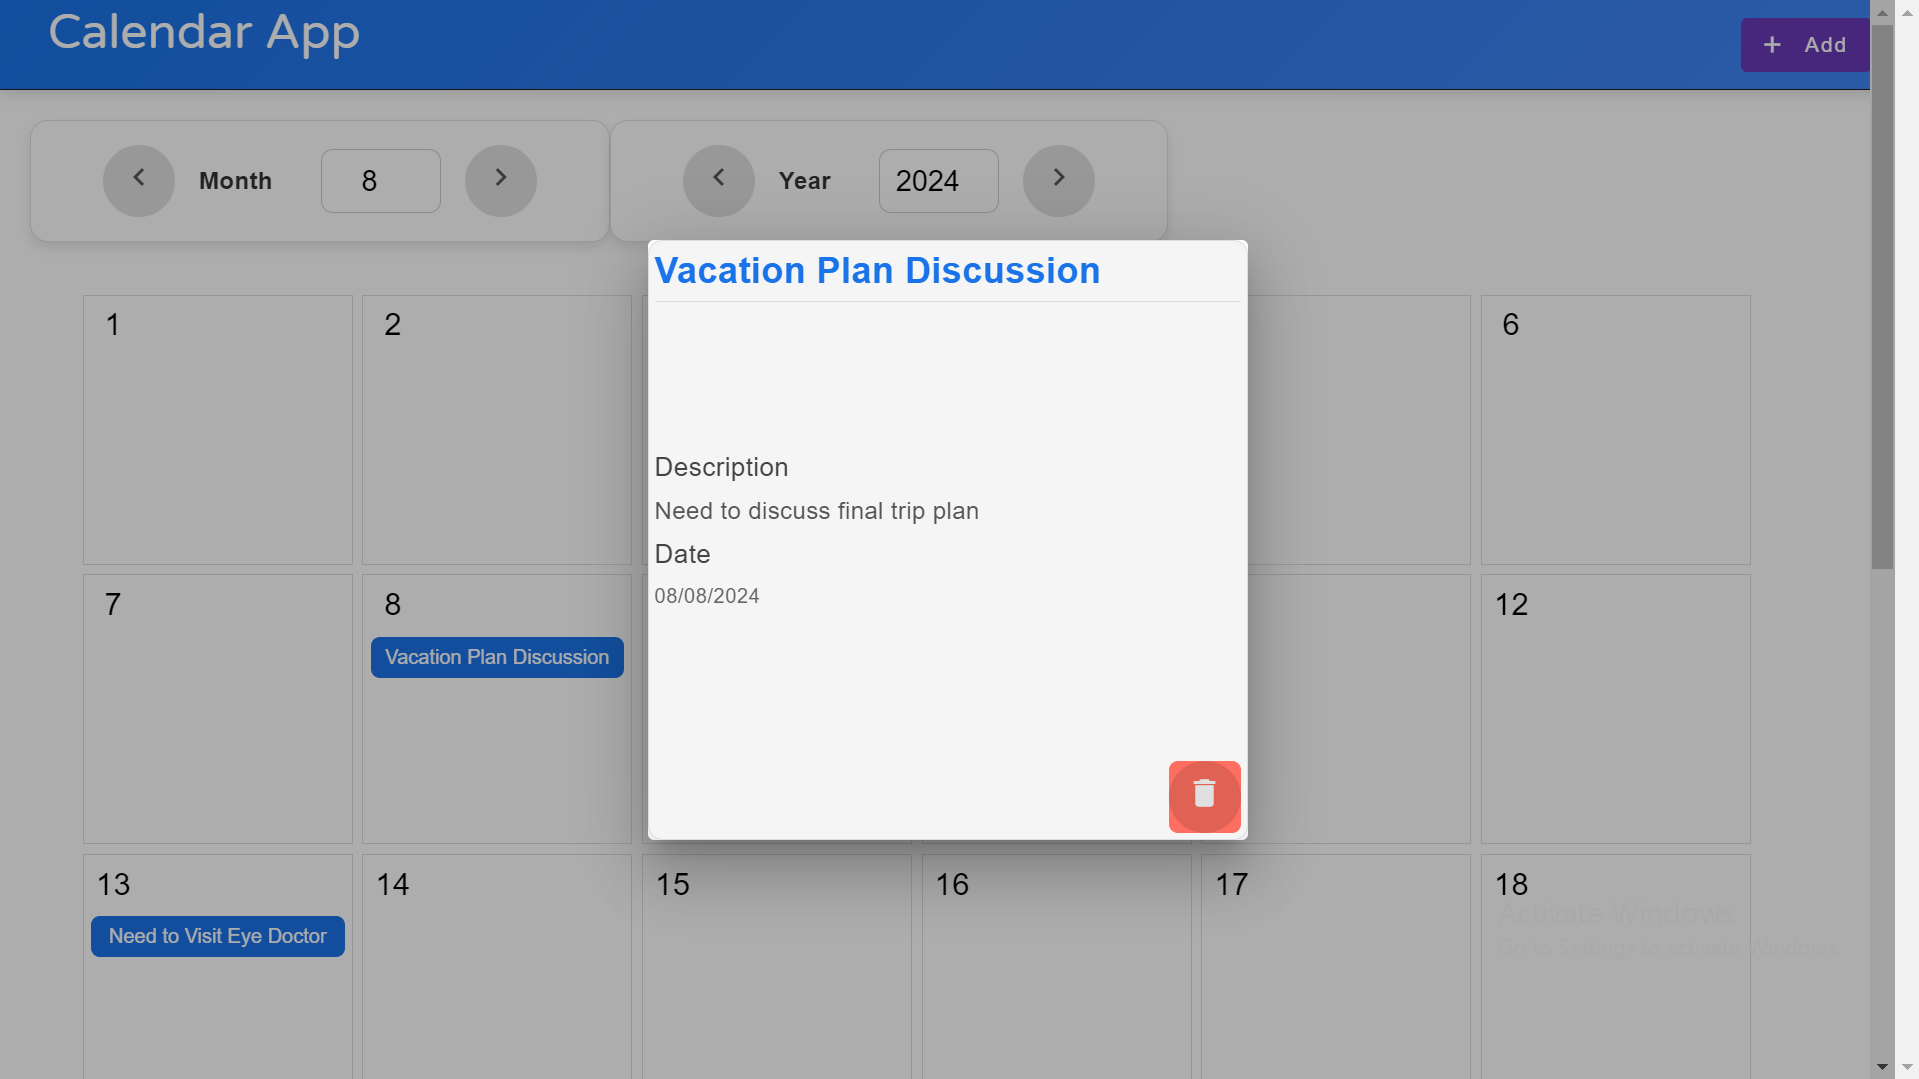 Calendar App
+ Add
Month 8
Year 2024
Vacation Plan Discussion
Description
Need to discuss final trip plan
Date
08/08/2024
1
2
6
7
8
12
Vacation Plan Discussion
13
14
15
16
17
18
Need to Visit Eye Doctor
Activate Windows
Go to Settings to activate Windows.